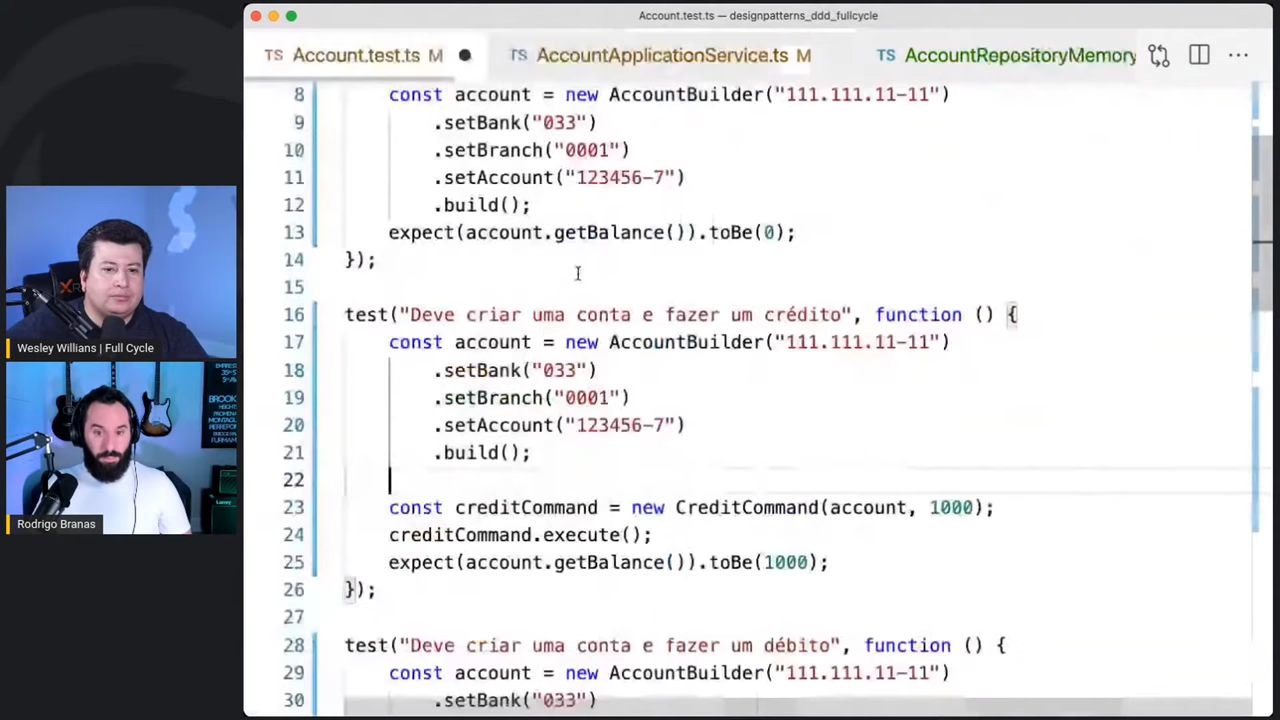 Account.test.ts — designpatterns_ddd_fullcycle
TS Account.test.ts M
TS AccountApplicationService.ts M
TS AccountRepositoryMemory
8 const account = new AccountBuilder("111.111.11-11")
9 .setBank("033")
10 .setBranch("0001")
11 .setAccount("123456-7")
12 .build();
13 expect(account.getBalance()).toBe(0);
14 });
15
16 test("Deve criar uma conta e fazer um crédito", function () {
17 const account = new AccountBuilder("111.111.11-11")
18 .setBank("033")
19 .setBranch("0001")
20 .setAccount("123456-7")
21 .build();
22
23 const creditCommand = new CreditCommand(account, 1000);
24 creditCommand.execute();
25 expect(account.getBalance()).toBe(1000);
26 });
27
28 test("Deve criar uma conta e fazer um débito", function () {
29 const account = new AccountBuilder("111.111.11-11")
30 .setBank("033")
Wesley Willians | Full Cycle
BROOK
HEIGHTS
Rodrigo Branas